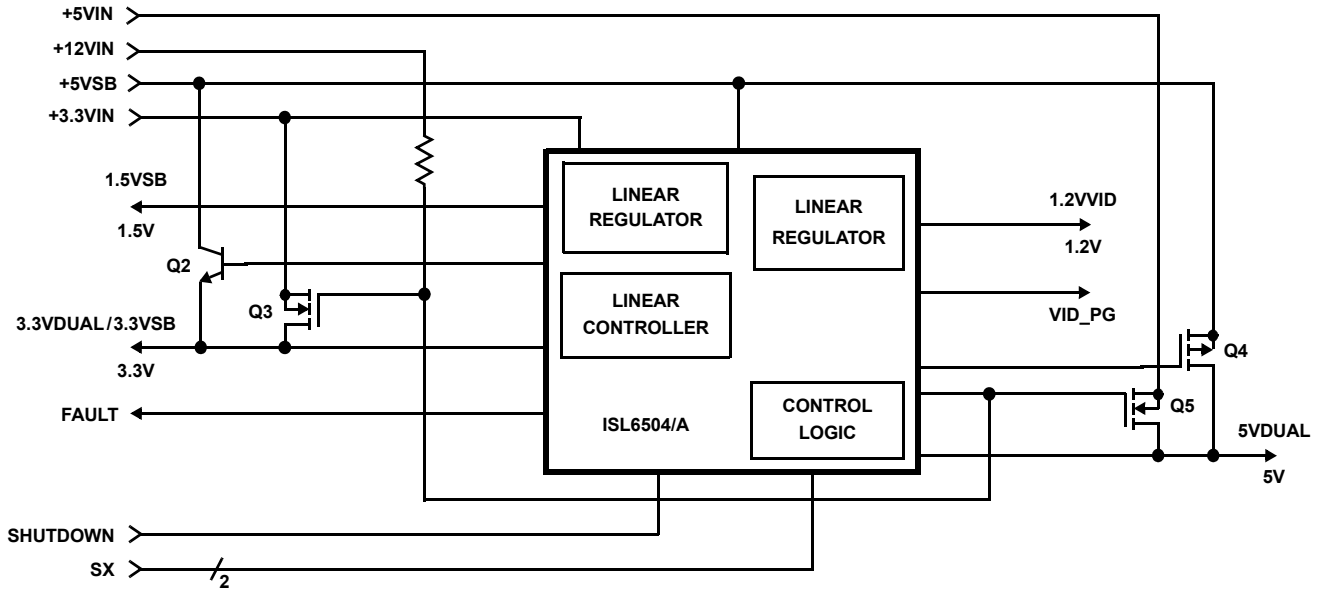 +5VIN
+12VIN
+5VSB
+3.3VIN
1.5VSB
1.5V
Q2
Q3
3.3VDUAL/3.3VSB
3.3V
FAULT
SHUTDOWN
SX
2
LINEAR
REGULATOR
LINEAR
CONTROLLER
ISL6504/A
LINEAR
REGULATOR
CONTROL
LOGIC
1.2VVID
1.2V
VID_PG
Q4
Q5
5VDUAL
5V